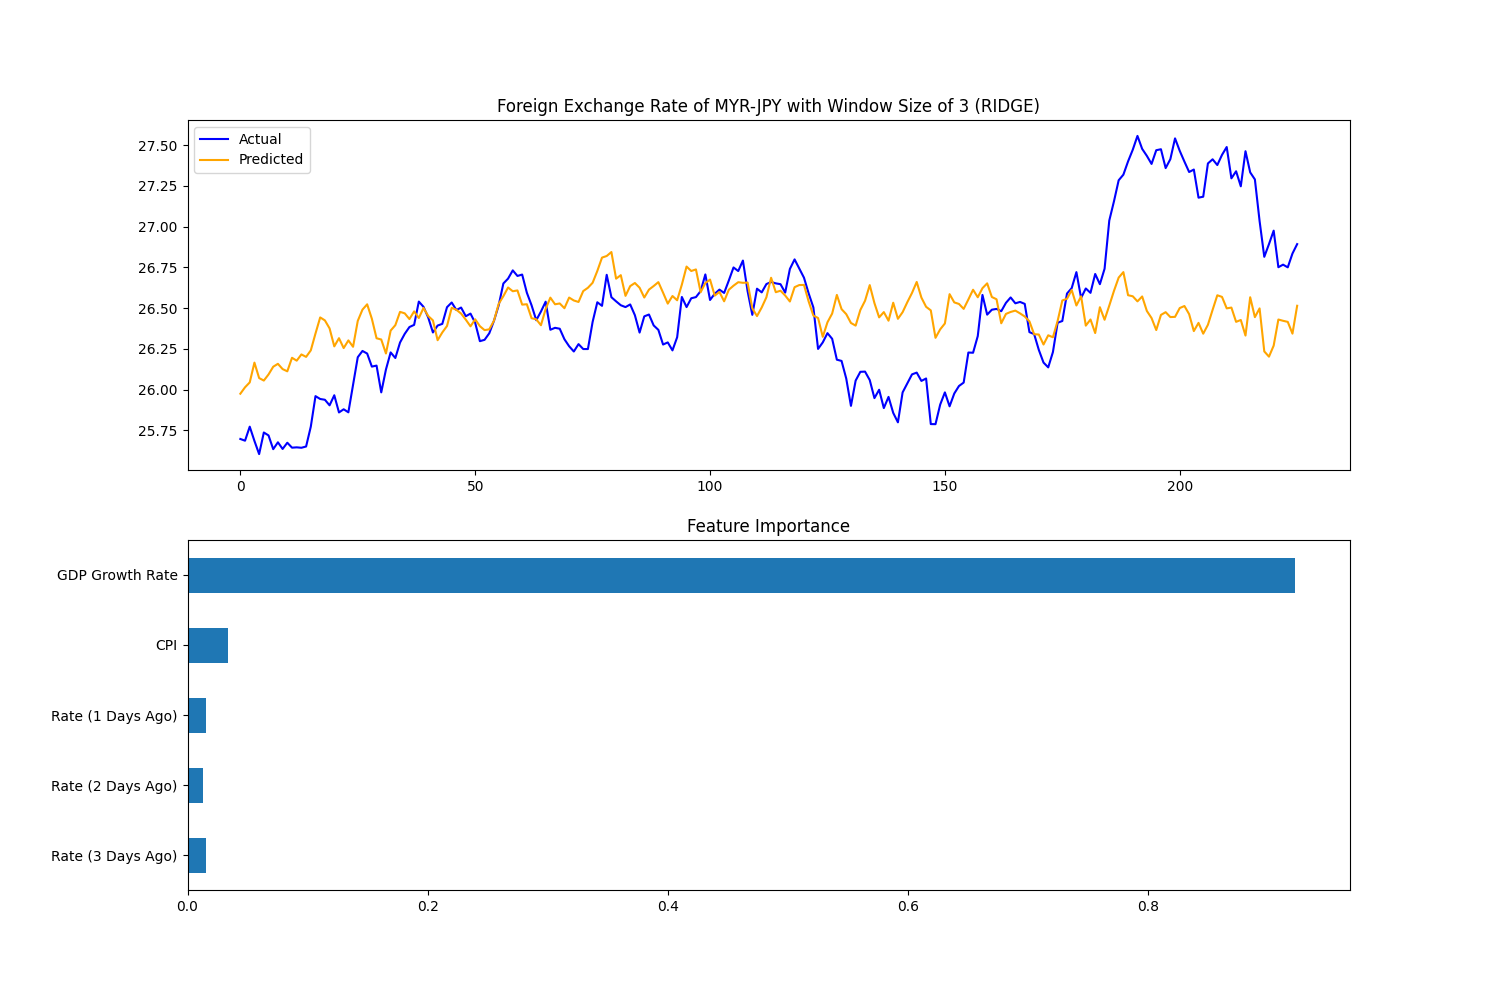 Foreign Exchange Rate of MYR-JPY with Window Size of 3 (RIDGE)
Actual
Predicted
27.50
27.25
27.00
26.75
26.50
26.25
26.00
25.75
0 50 100 150 200
Feature Importance
GDP Growth Rate
CPI
Rate (1 Days Ago)
Rate (2 Days Ago)
Rate (3 Days Ago)
0.0 0.2 0.4 0.6 0.8